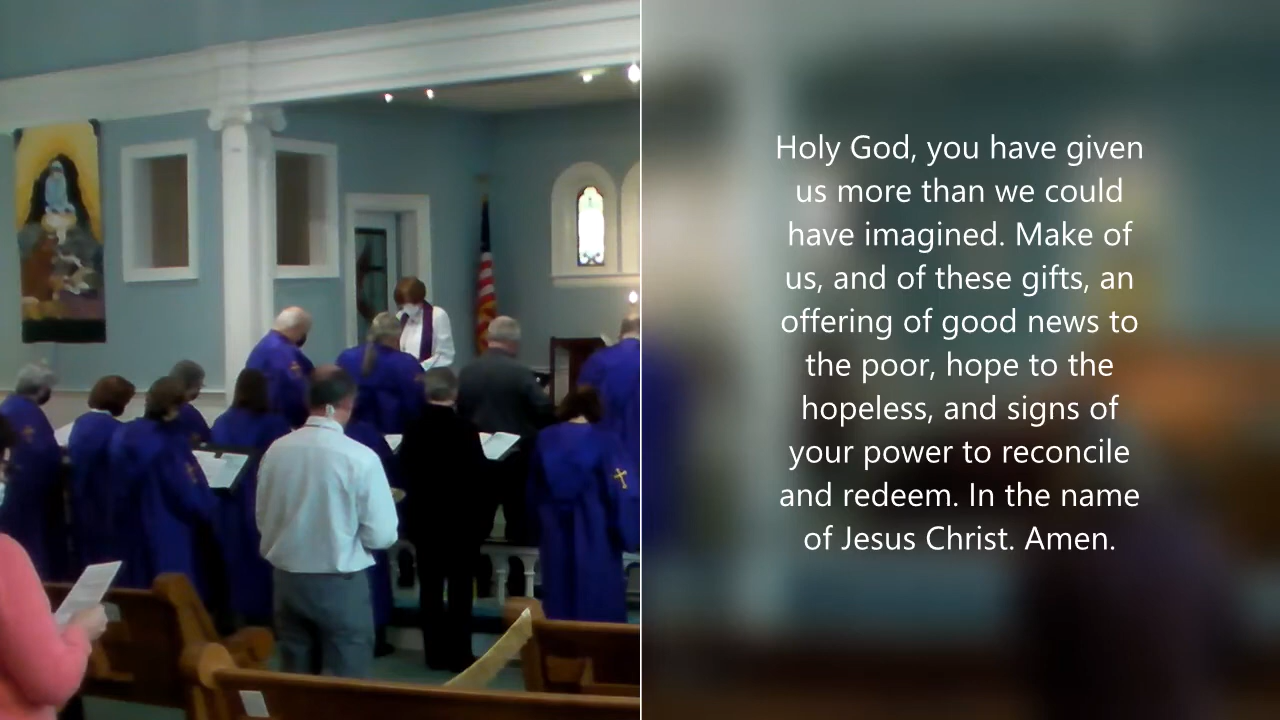 Holy God, you have given
us more than we could
have imagined. Make of
us, and of these gifts, an
offering of good news to
the poor, hope to the
hopeless, and signs of
your power to reconcile
and redeem. In the name
of Jesus Christ. Amen.